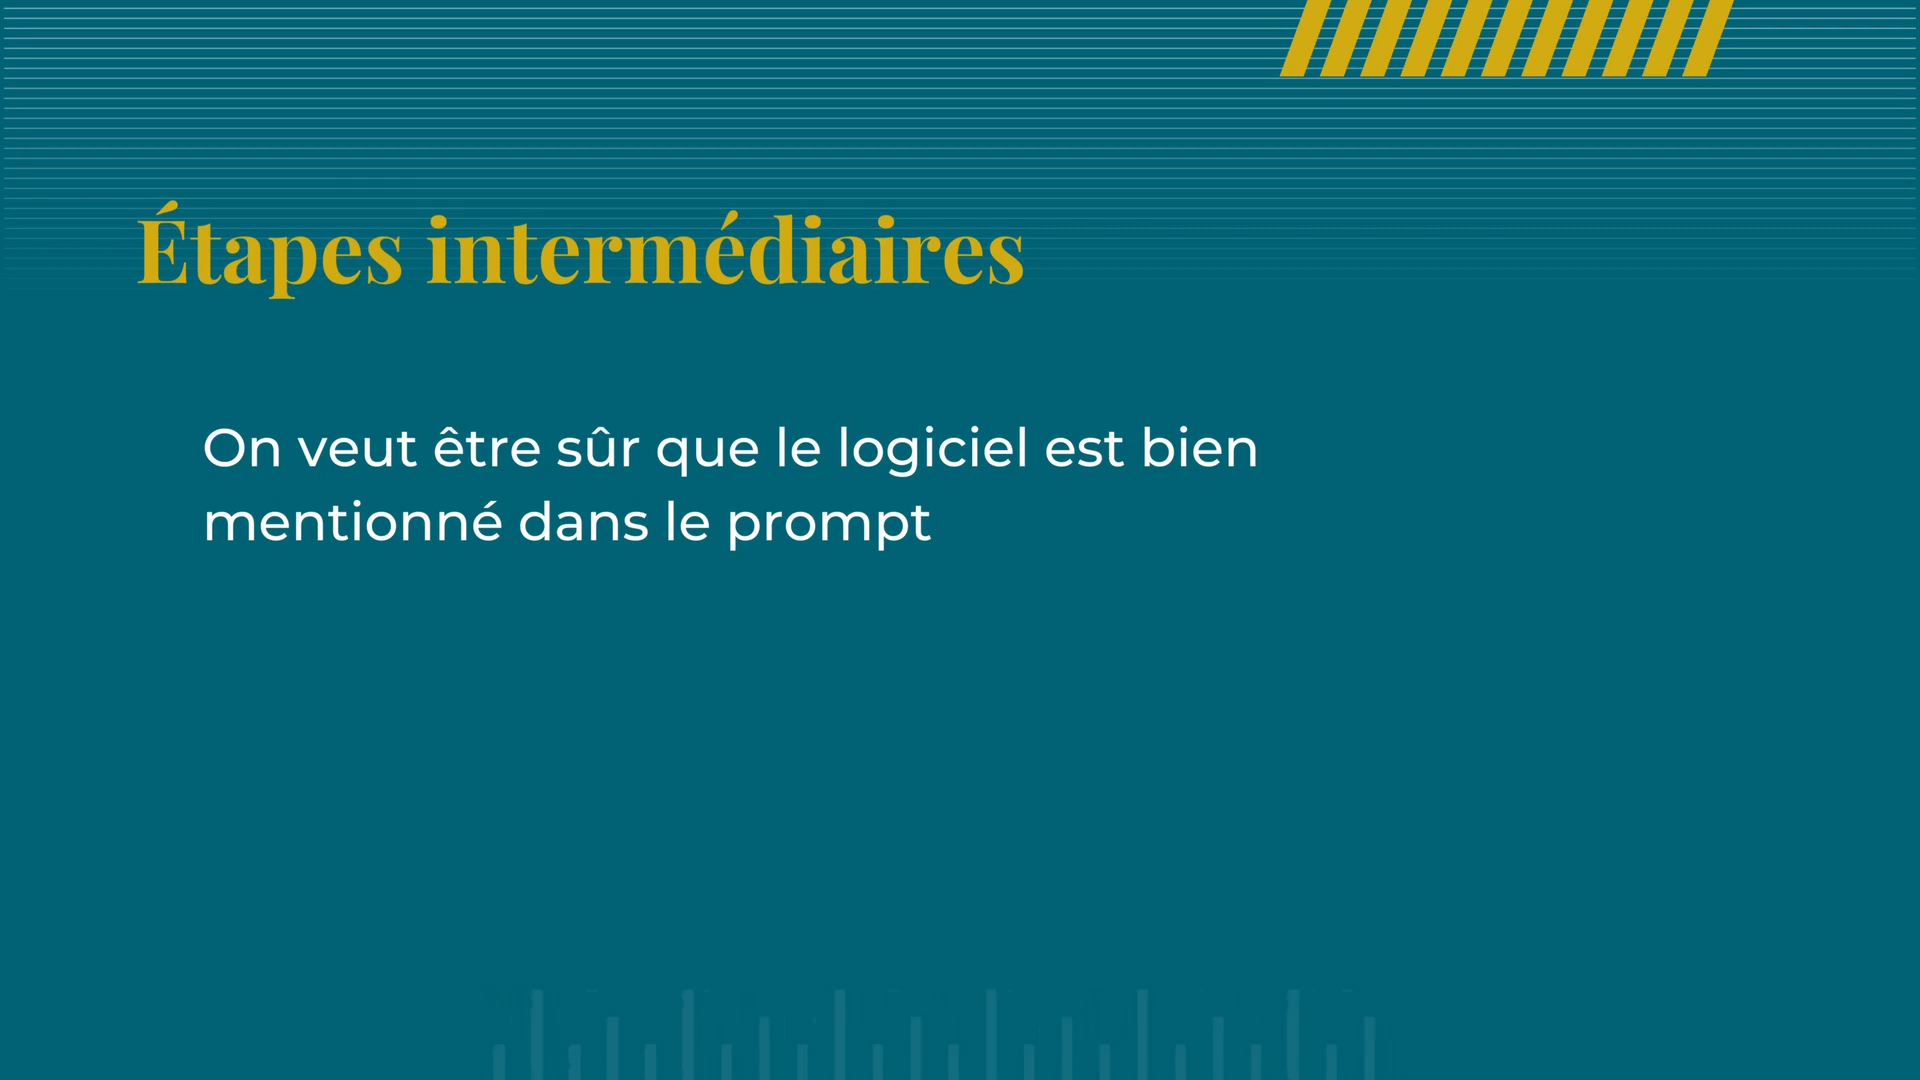 Étapes intermédiaires
On veut être sûr que le logiciel est bien
mentionné dans le prompt